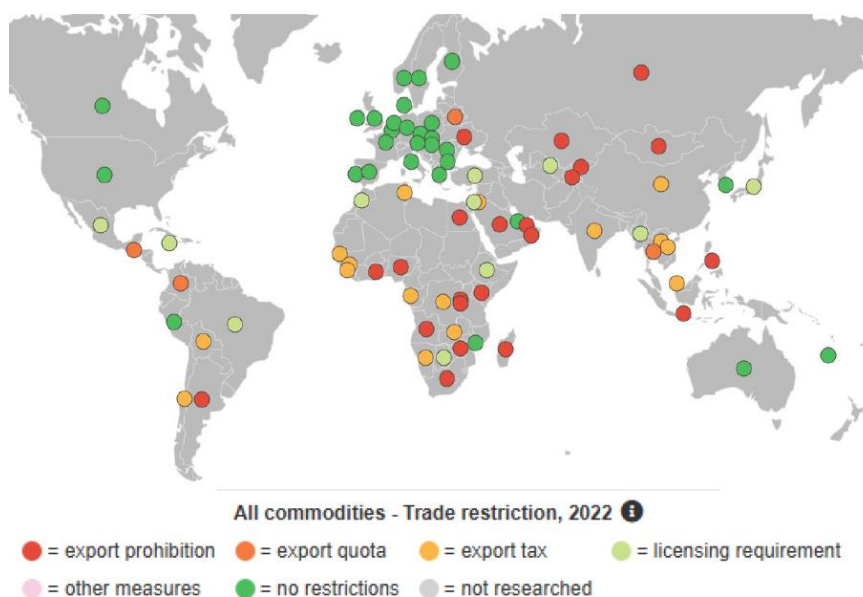 All commodities - Trade restriction, 2022 i
= export prohibition = export quota = export tax = licensing requirement
= other measures = no restrictions = not researched